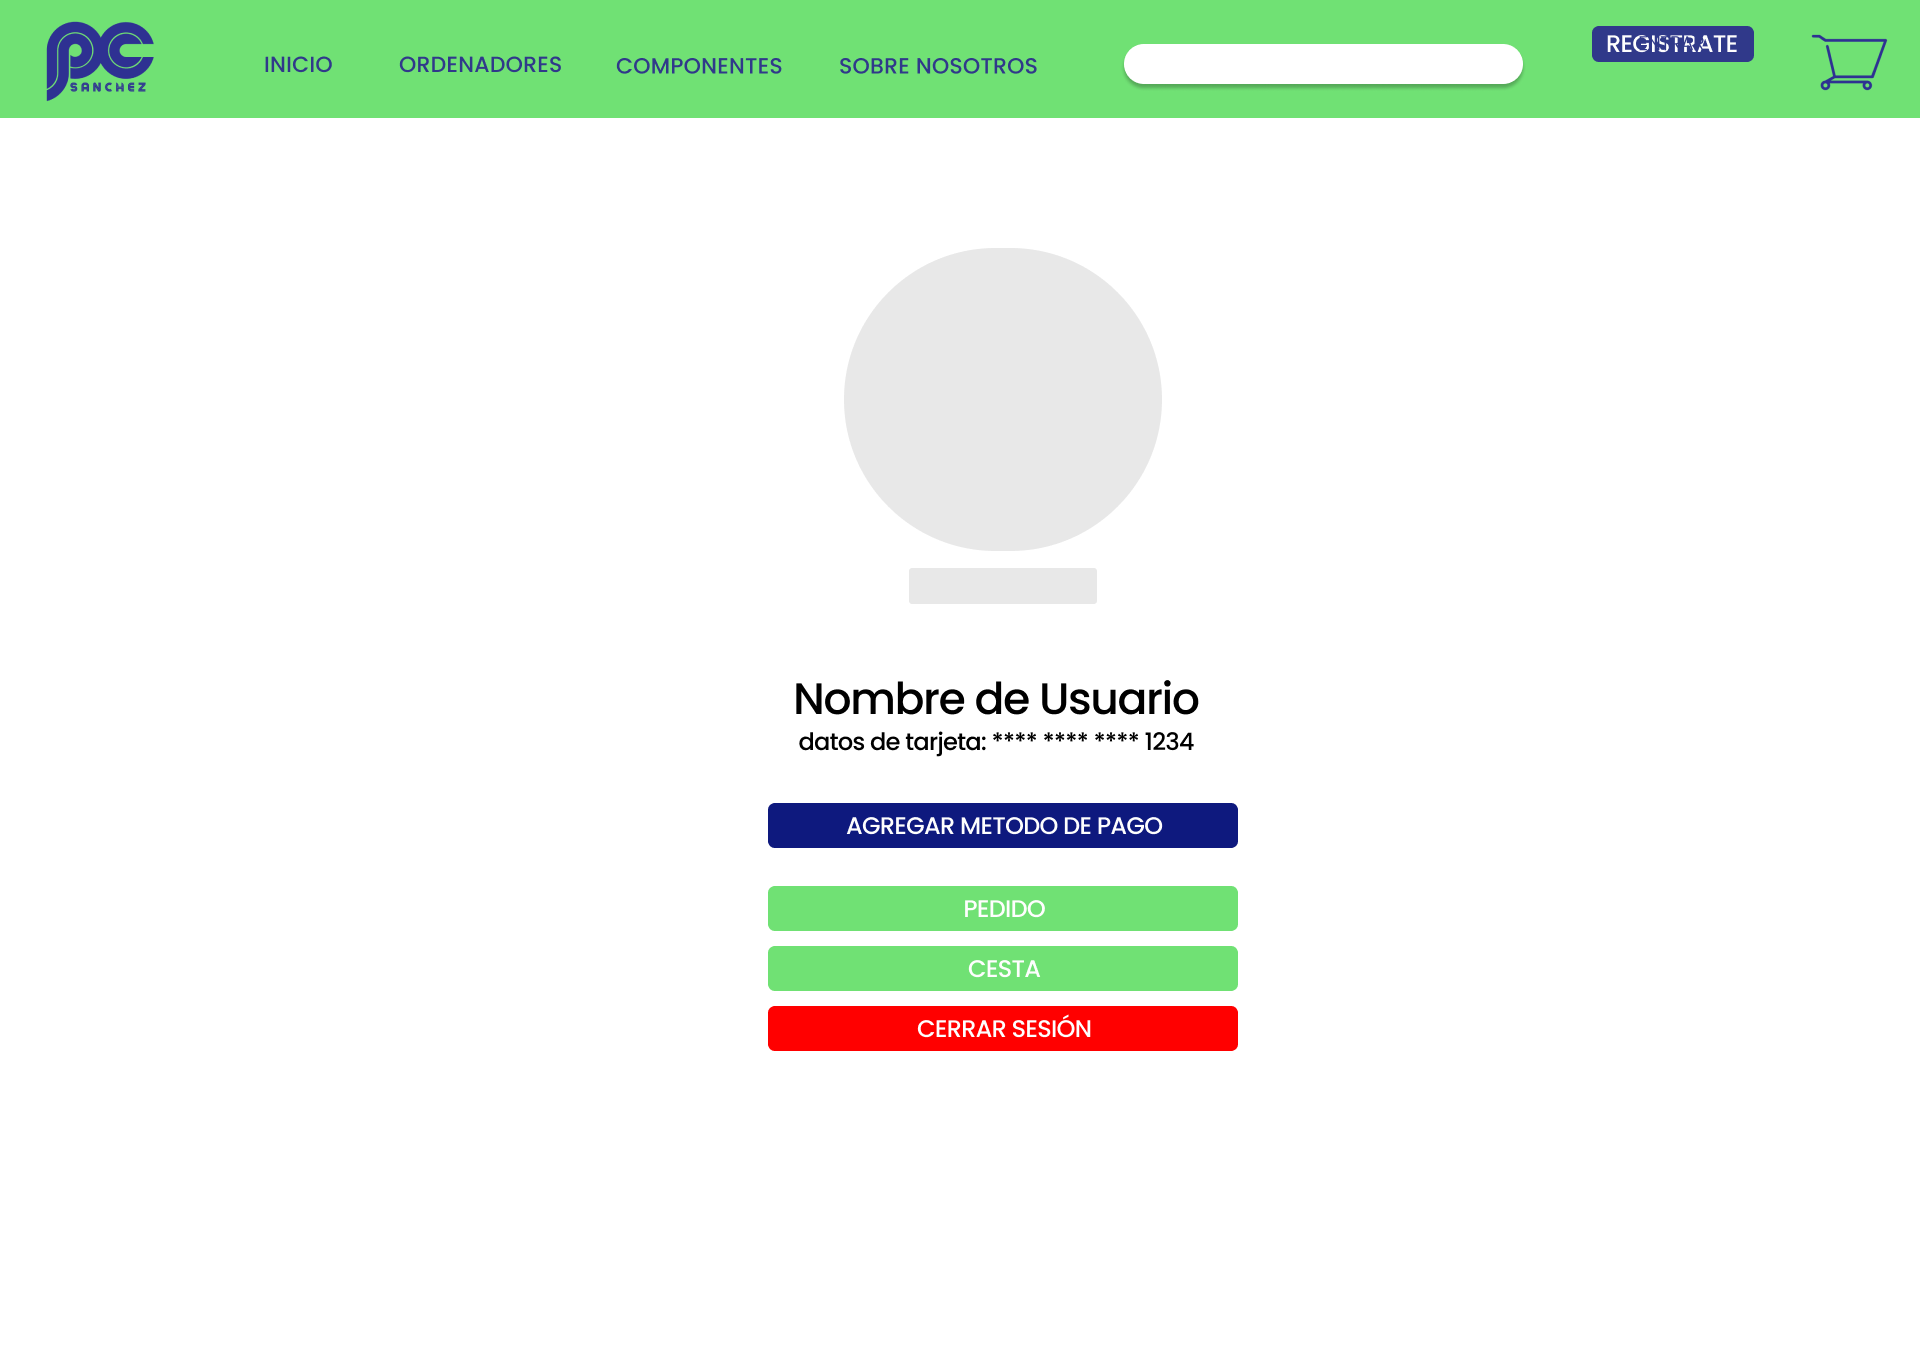 pc
SANCHEZ
INICIO
ORDENADORES
COMPONENTES
SOBRE NOSOTROS
REGISTRATE
Nombre de Usuario
datos de tarjeta: **** **** **** 1234
AGREGAR METODO DE PAGO
PEDIDO
CESTA
CERRAR SESIÓN